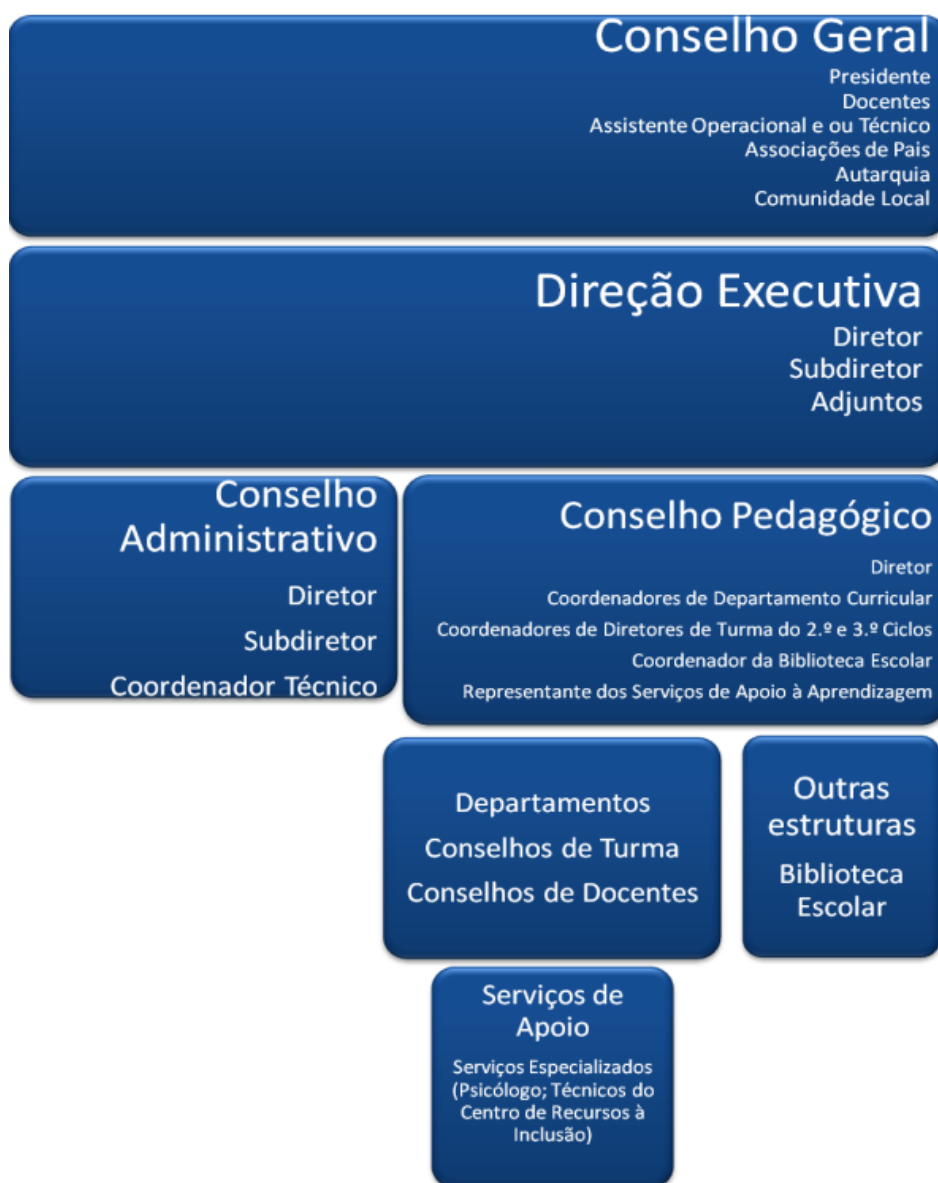 Conselho Geral
Presidente
Docentes
Assistente Operacional e ou Técnico
Associações de Pais
Autarquia
Comunidade Local
Direção Executiva
Diretor
Subdiretor
Adjuntos
Conselho
Administrativo
Diretor
Subdiretor
Coordenador Técnico
Conselho Pedagógico
Diretor
Coordenadores de Departamento Curricular
Coordenadores de Diretores de Turma do 2.º e 3.º Ciclos
Coordenador da Biblioteca Escolar
Representante dos Serviços de Apoio à Aprendizagem
Departamentos
Conselhos de Turma
Conselhos de Docentes
Outras
estruturas
Biblioteca
Escolar
Serviços de
Apoio
Serviços Especializados
(Psicólogo; Técnicos do
Centro de Recursos à
Inclusão)